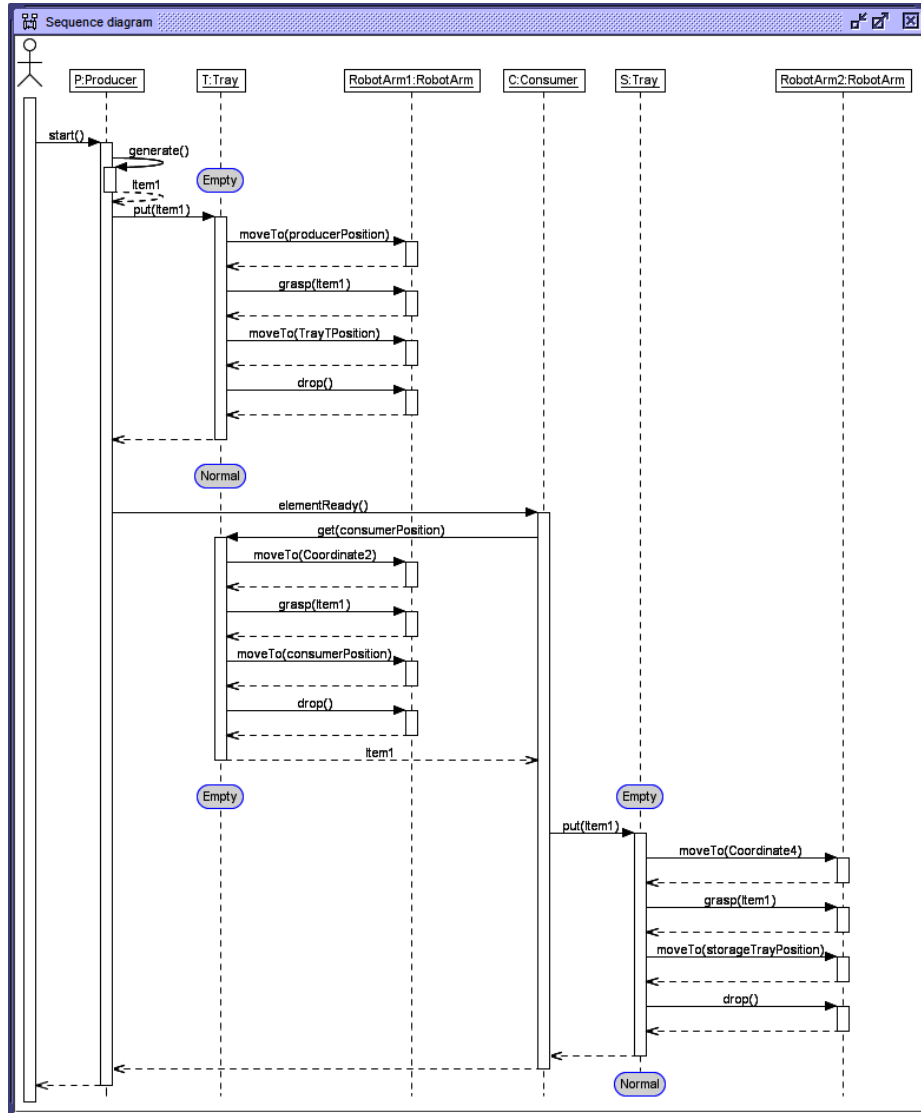 Sequence diagram
P:Producer
T:Tray
RobotArm1:RobotArm
C:Consumer
S:Tray
RobotArm2:RobotArm
start()
generate()
Item1
Empty
put(Item1)
moveTo(producerPosition)
grasp(Item1)
moveTo(TrayTPosition)
drop()
Normal
elementReady()
get(consumerPosition)
moveTo(Coordinate2)
grasp(Item1)
moveTo(consumerPosition)
drop()
Item1
Empty
Empty
put(Item1)
moveTo(Coordinate4)
grasp(Item1)
moveTo(storageTrayPosition)
drop()
Normal